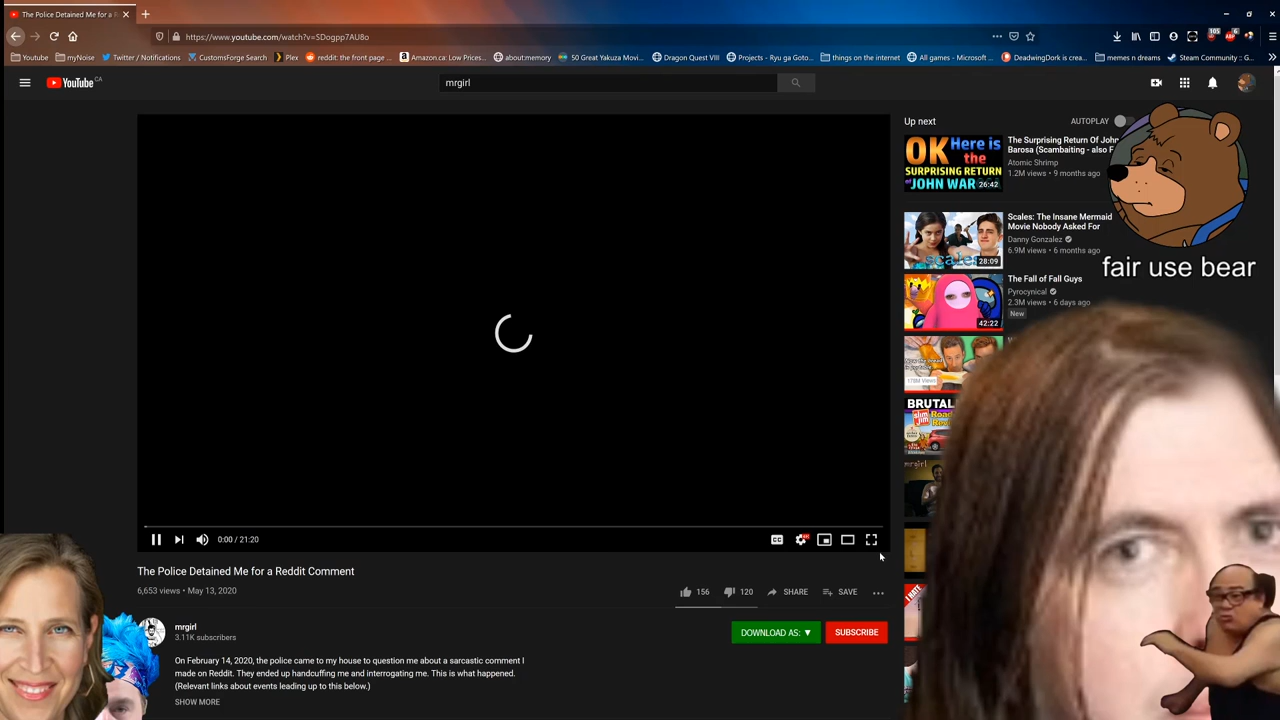 The Police Detained Me for a R
https://www.youtube.com/watch?v=SDogpp7AU8o
105
6
Youtube
myNoise
Twitter / Notifications
CustomsForge Search
Plex
reddit: the front page ...
Amazon.ca: Low Prices...
about:memory
50 Great Yakuza Movi...
Dragon Quest VIII
Projects - Ryu ga Goto...
things on the internet
All games - Microsoft ...
DeadwingDork is crea...
memes n dreams
Steam Community :: G...
YouTube CA
mrgirl
Up next
AUTOPLAY
OK Here is
the
SURPRISING RETURN
of JOHN WAR
26:42
The Surprising Return Of John
Barosa (Scambaiting - also F
Atomic Shrimp
1.2M views • 9 months ago
scales
28:09
Scales: The Insane Mermaid
Movie Nobody Asked For
Danny Gonzalez
6.9M views • 6 months ago
fair use bear
42:22
The Fall of Fall Guys
Pyrocynical
2.3M views • 6 days ago
New
BRUTAL
mrgirl
I HATE
0:00 / 21:20
CC
The Police Detained Me for a Reddit Comment
6,653 views • May 13, 2020
156
120
SHARE
SAVE
mrgirl
3.11K subscribers
DOWNLOAD AS: ▼
SUBSCRIBE
On February 14, 2020, the police came to my house to question me about a sarcastic comment I
made on Reddit. They ended up handcuffing me and interrogating me. This is what happened.
(Relevant links about events leading up to this below.)
SHOW MORE